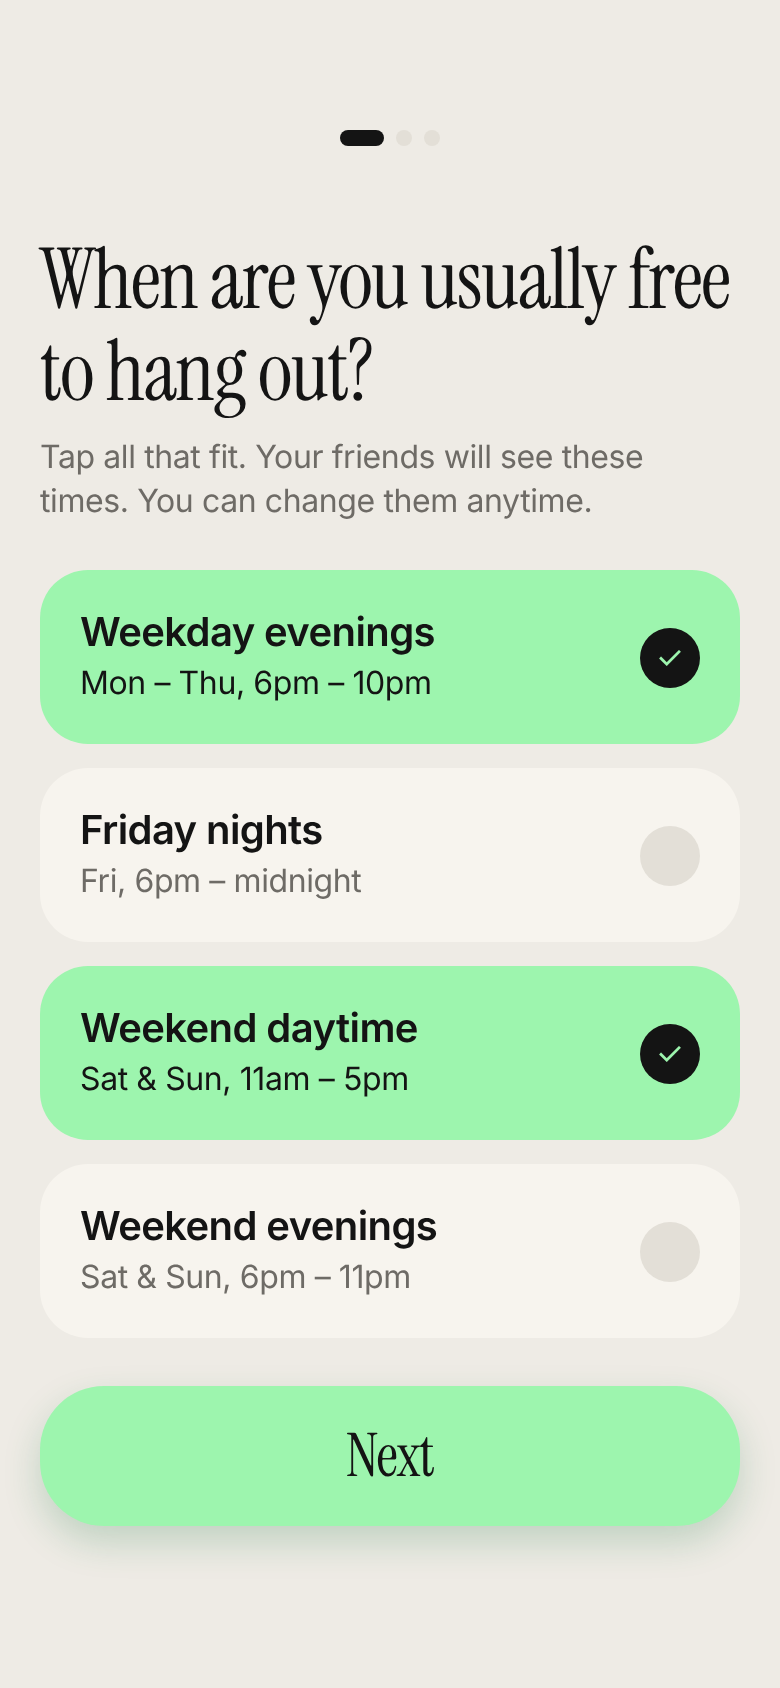 When are you usually free
to hang out?
Tap all that fit. Your friends will see these
times. You can change them anytime.
Weekday evenings
Mon – Thu, 6pm – 10pm
Friday nights
Fri, 6pm – midnight
Weekend daytime
Sat & Sun, 11am – 5pm
Weekend evenings
Sat & Sun, 6pm – 11pm
Next